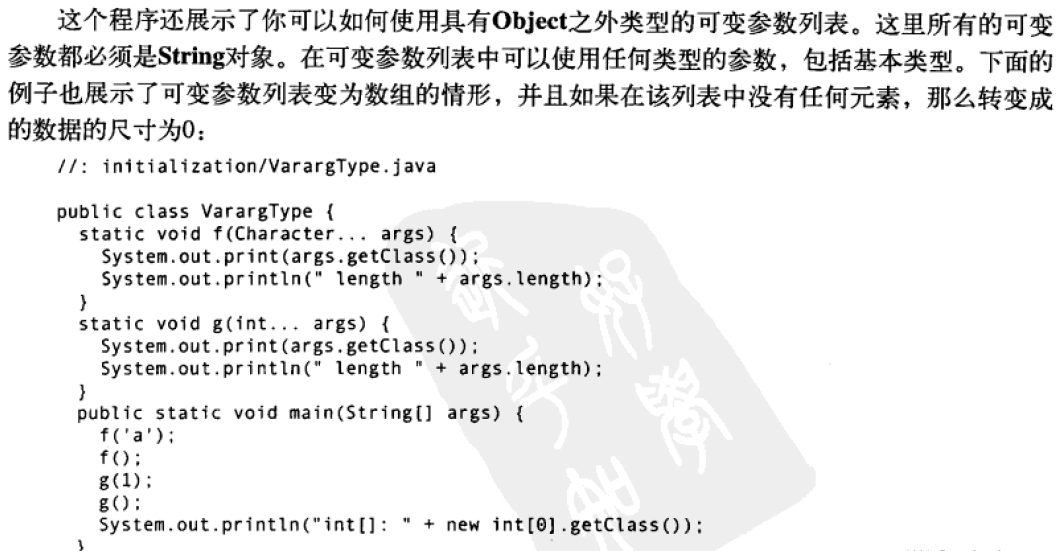 这个程序还展示了你可以如何使用具有Object之外类型的可变参数列表。这里所有的可变
参数都必须是String对象。在可变参数列表中可以使用任何类型的参数，包括基本类型。下面的
例子也展示了可变参数列表变为数组的情形，并且如果在该列表中没有任何元素，那么转变成
的数据的尺寸为0：
//: initialization/VarargType.java
public class VarargType {
static void f(Character... args) {
System.out.print(args.getClass());
System.out.println(" length " + args.length);
}
static void g(int... args) {
System.out.print(args.getClass());
System.out.println(" length " + args.length);
}
public static void main(String[] args) {
f('a');
f();
g(1);
g();
System.out.println("int[]: " + new int[0].getClass());
}